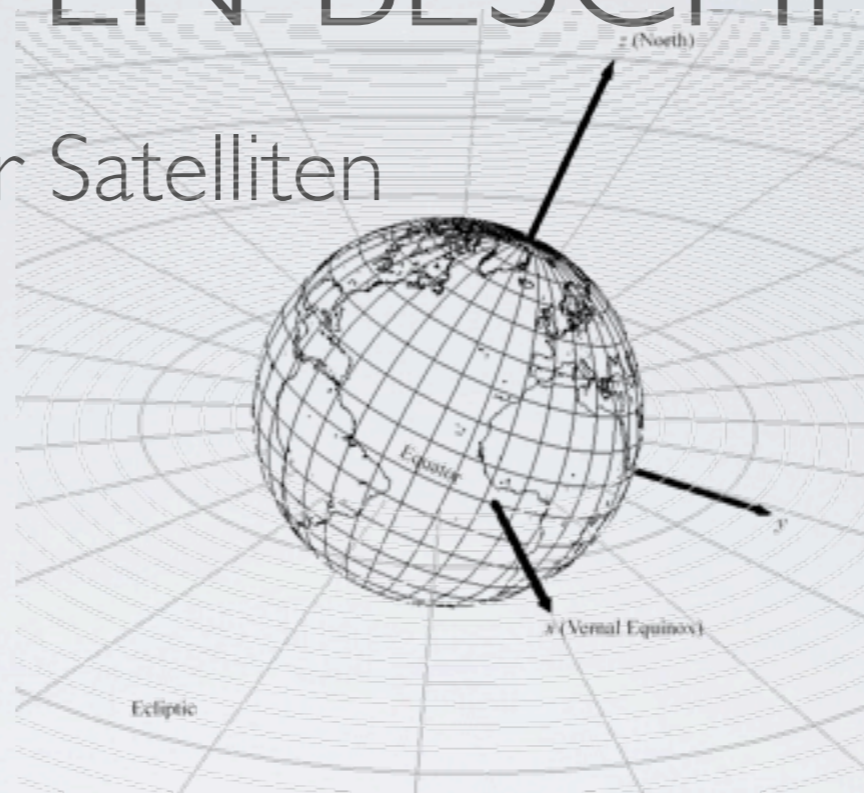 z (North)
Satelliten
Equator
y
x (Vernal Equinox)
Ecliptic